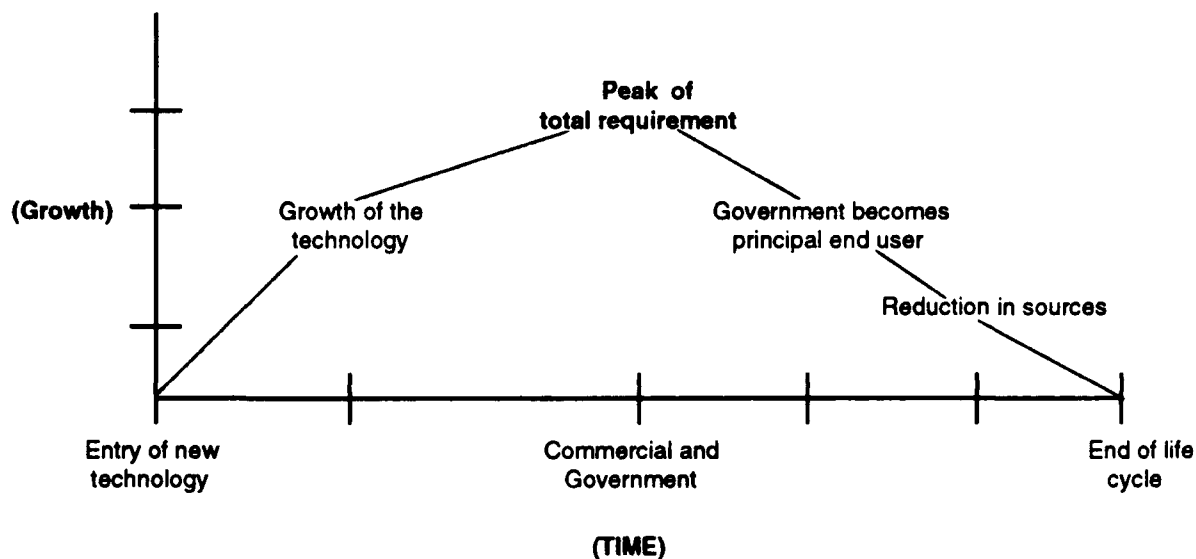 Peak of
total requirement
(Growth)
Growth of the
technology
Government becomes
principal end user
Reduction in sources
Entry of new
technology
Commercial and
Government
End of life
cycle
(TIME)